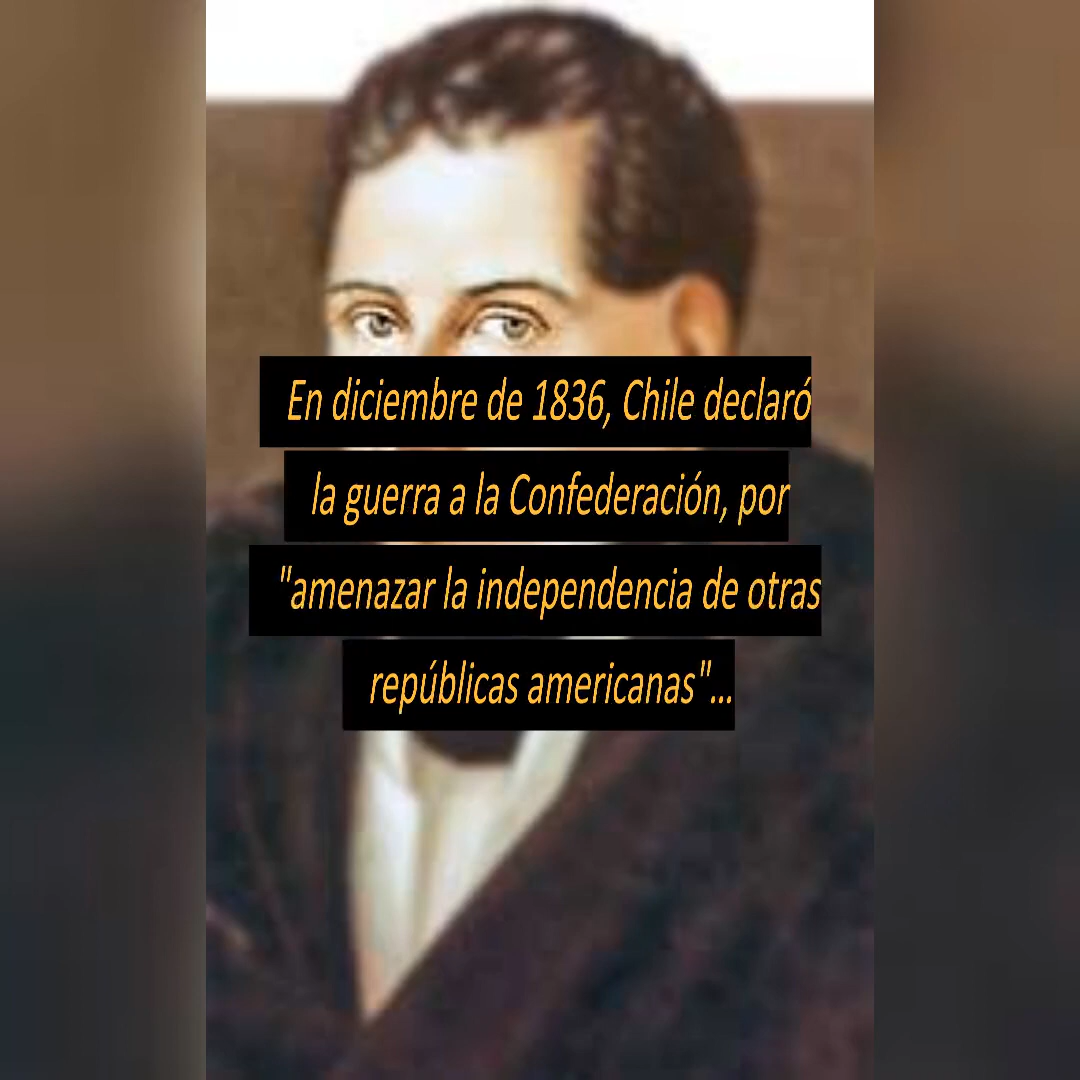 En diciembre de 1836, Chile declaró
la guerra a la Confederación, por
"amenazar la independencia de otras
repúblicas americanas"...